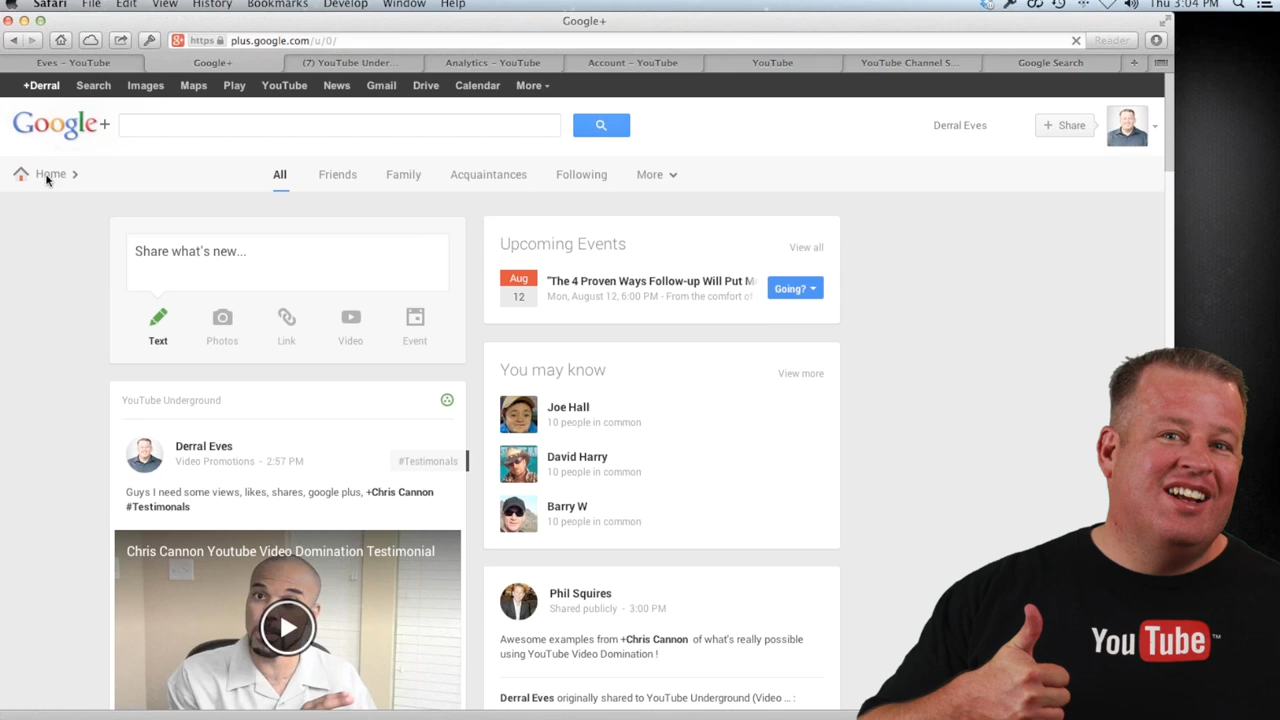 Safari File Edit View History Bookmarks Develop Window Help
Thu 3:04 PM
Google+
https plus.google.com/u/0/
Reader
Eves – YouTube
Google+
(7) YouTube Under...
Analytics – YouTube
Account – YouTube
YouTube
YouTube Channel S...
Google Search
+Derral Search Images Maps Play YouTube News Gmail Drive Calendar More
Google+
Derral Eves
+ Share
Home
All Friends Family Acquaintances Following More
Share what's new...
Text Photos Link Video Event
Upcoming Events
View all
Aug
12
"The 4 Proven Ways Follow-up Will Put M
Mon, August 12, 6:00 PM - From the comfort of
Going?
You may know
View more
Joe Hall
10 people in common
David Harry
10 people in common
Barry W
10 people in common
YouTube Underground
Derral Eves
Video Promotions - 2:57 PM
#Testimonials
Guys I need some views, likes, shares, google plus, +Chris Cannon
#Testimonals
Chris Cannon Youtube Video Domination Testimonial
Phil Squires
Shared publicly - 3:00 PM
Awesome examples from +Chris Cannon of what's really possible
using YouTube Video Domination !
Derral Eves originally shared to YouTube Underground (Video ... :
YouTube™